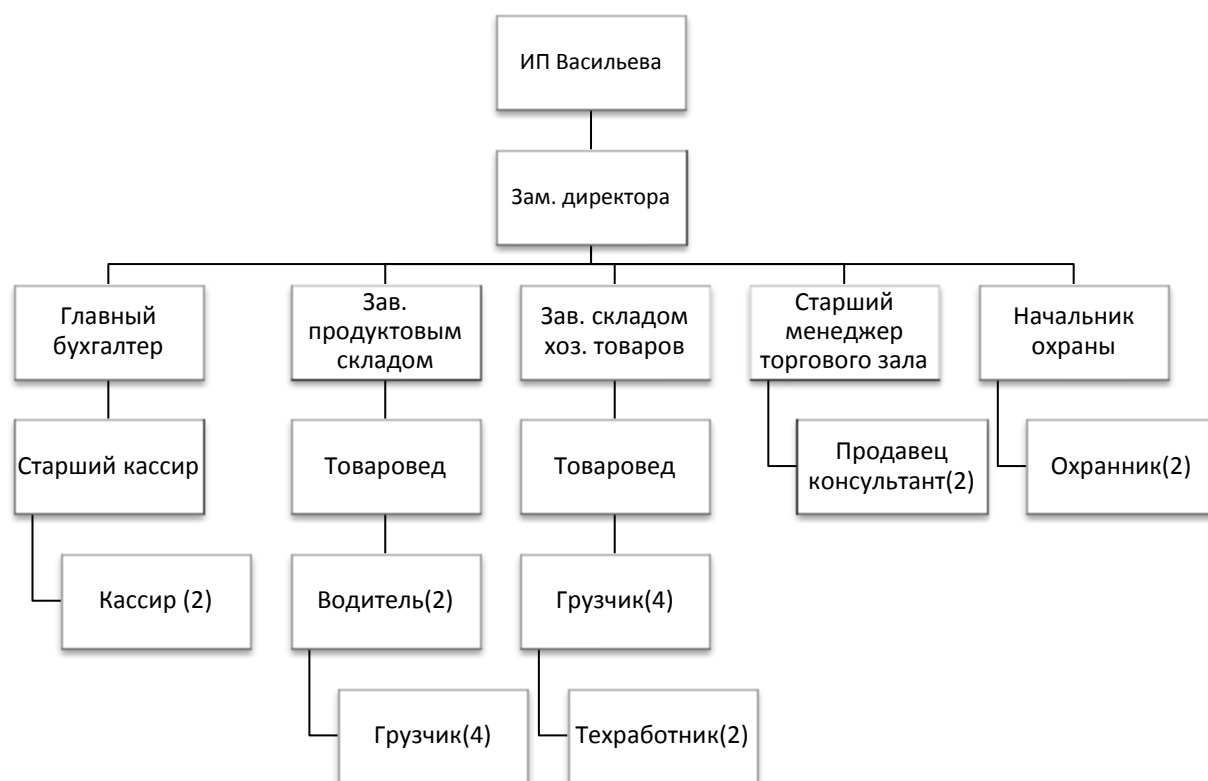 ИП Васильева
Зам. директора
Главный
бухгалтер
Зав.
продуктовым
складом
Зав. складом
хоз. товаров
Старший
менеджер
торгового зала
Начальник
охраны
Старший кассир
Товаровед
Товаровед
Продавец
консультант(2)
Охранник(2)
Кассир (2)
Водитель(2)
Грузчик(4)
Грузчик(4)
Техработник(2)